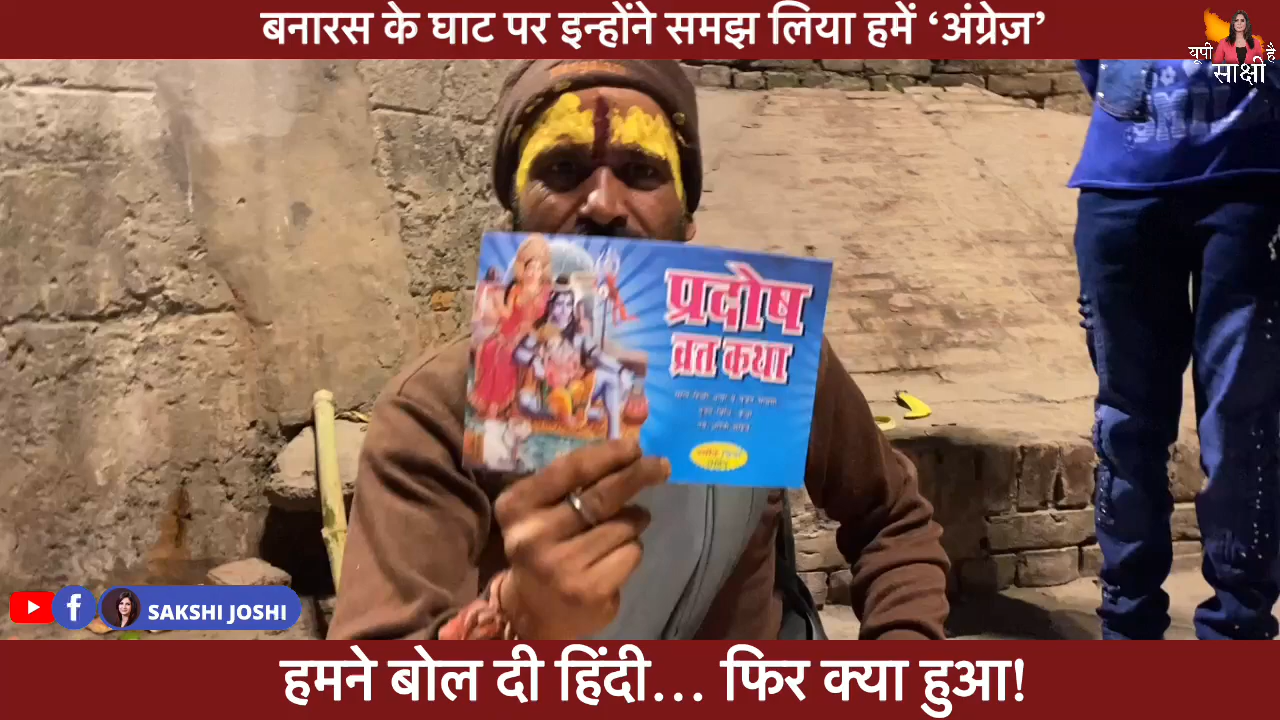 बनारस के घाट पर इन्होंने समझ लिया हमें ‘अंग्रेज़’
यूपी
साक्षी
है
प्रदोष
व्रत कथा
SAKSHI JOSHI
हमने बोल दी हिंदी... फिर क्या हुआ!